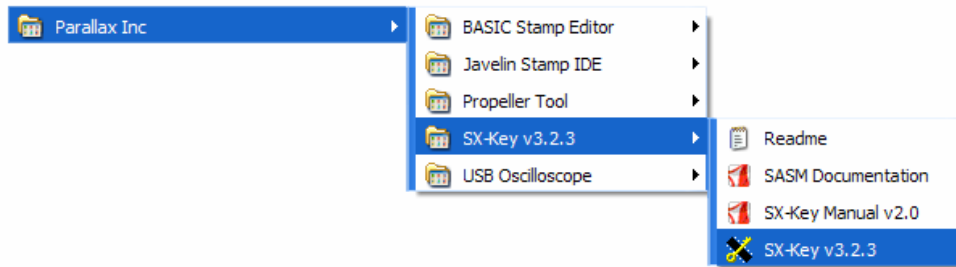 Parallax Inc
BASIC Stamp Editor
Javelin Stamp IDE
Propeller Tool
SX-Key v3.2.3
USB Oscilloscope
Readme
SASM Documentation
SX-Key Manual v2.0
SX-Key v3.2.3